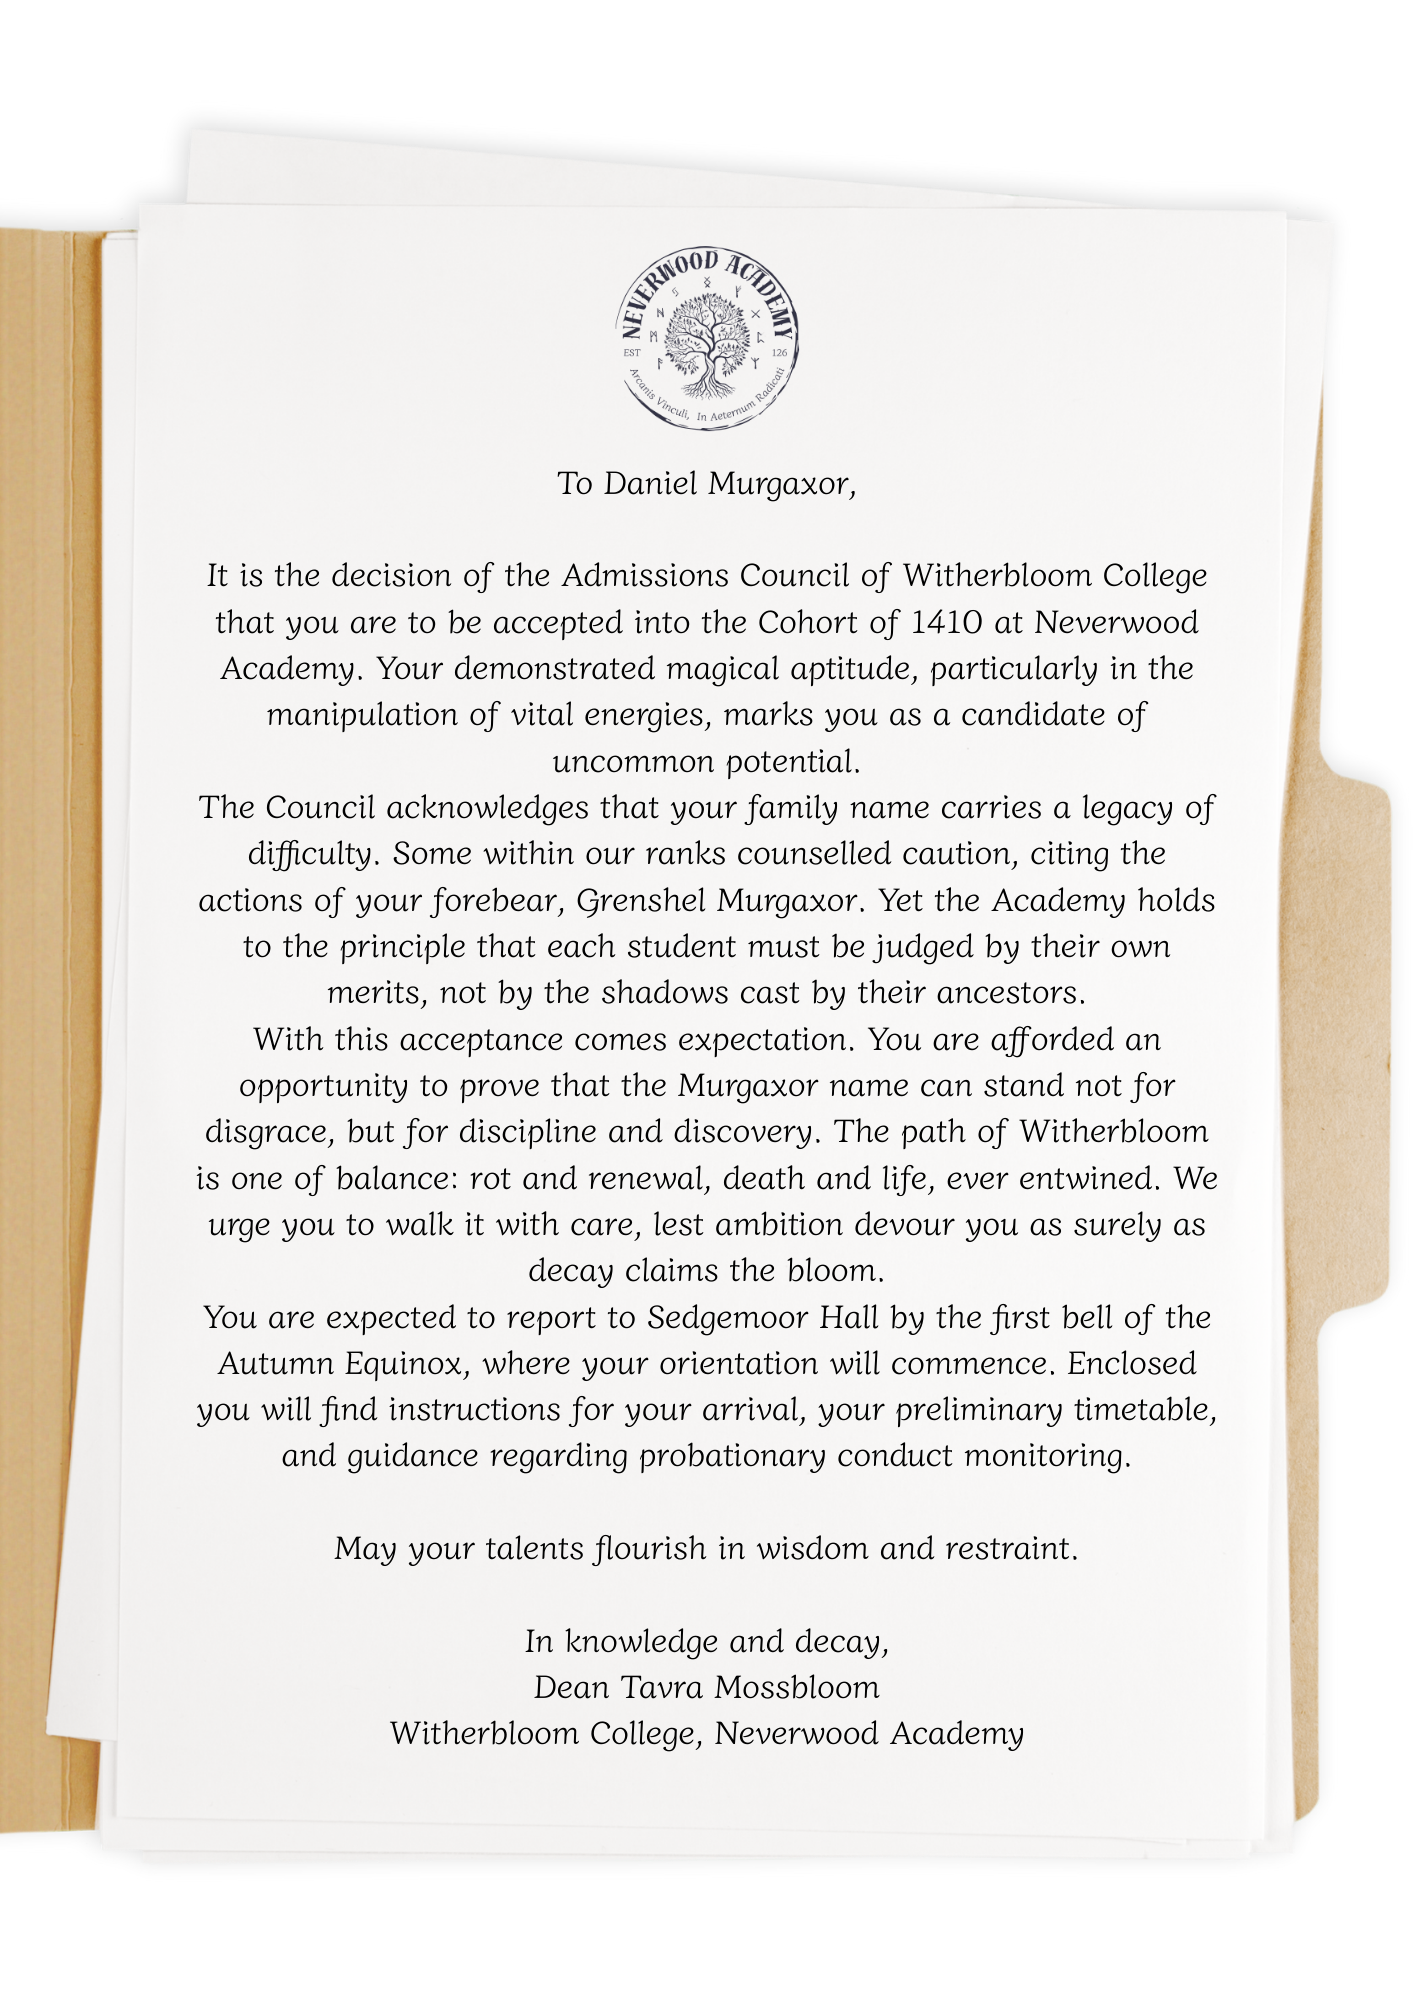 NEVERWOOD ACADEMY
EST 126
Arcanis Vinculi, In Aeternum Radicati
To Daniel Murgaxor,
It is the decision of the Admissions Council of Witherbloom College
that you are to be accepted into the Cohort of 1410 at Neverwood
Academy. Your demonstrated magical aptitude, particularly in the
manipulation of vital energies, marks you as a candidate of
uncommon potential.
The Council acknowledges that your family name carries a legacy of
difficulty. Some within our ranks counselled caution, citing the
actions of your forebear, Grenshel Murgaxor. Yet the Academy holds
to the principle that each student must be judged by their own
merits, not by the shadows cast by their ancestors.
With this acceptance comes expectation. You are afforded an
opportunity to prove that the Murgaxor name can stand not for
disgrace, but for discipline and discovery. The path of Witherbloom
is one of balance: rot and renewal, death and life, ever entwined. We
urge you to walk it with care, lest ambition devour you as surely as
decay claims the bloom.
You are expected to report to Sedgemoor Hall by the first bell of the
Autumn Equinox, where your orientation will commence. Enclosed
you will find instructions for your arrival, your preliminary timetable,
and guidance regarding probationary conduct monitoring.
May your talents flourish in wisdom and restraint.
In knowledge and decay,
Dean Tavra Mossbloom
Witherbloom College, Neverwood Academy